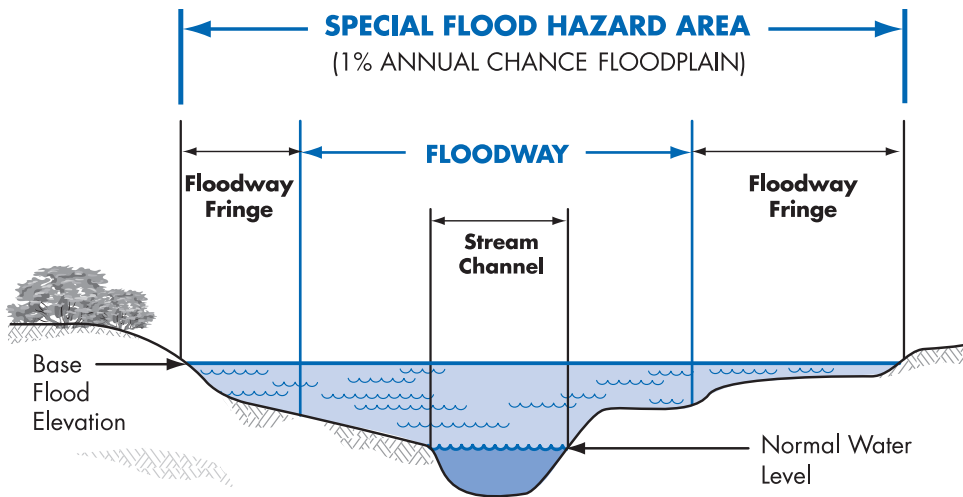 SPECIAL FLOOD HAZARD AREA
(1% ANNUAL CHANCE FLOODPLAIN)
FLOODWAY
Floodway
Fringe
Floodway
Fringe
Stream
Channel
Base
Flood
Elevation
Normal Water
Level